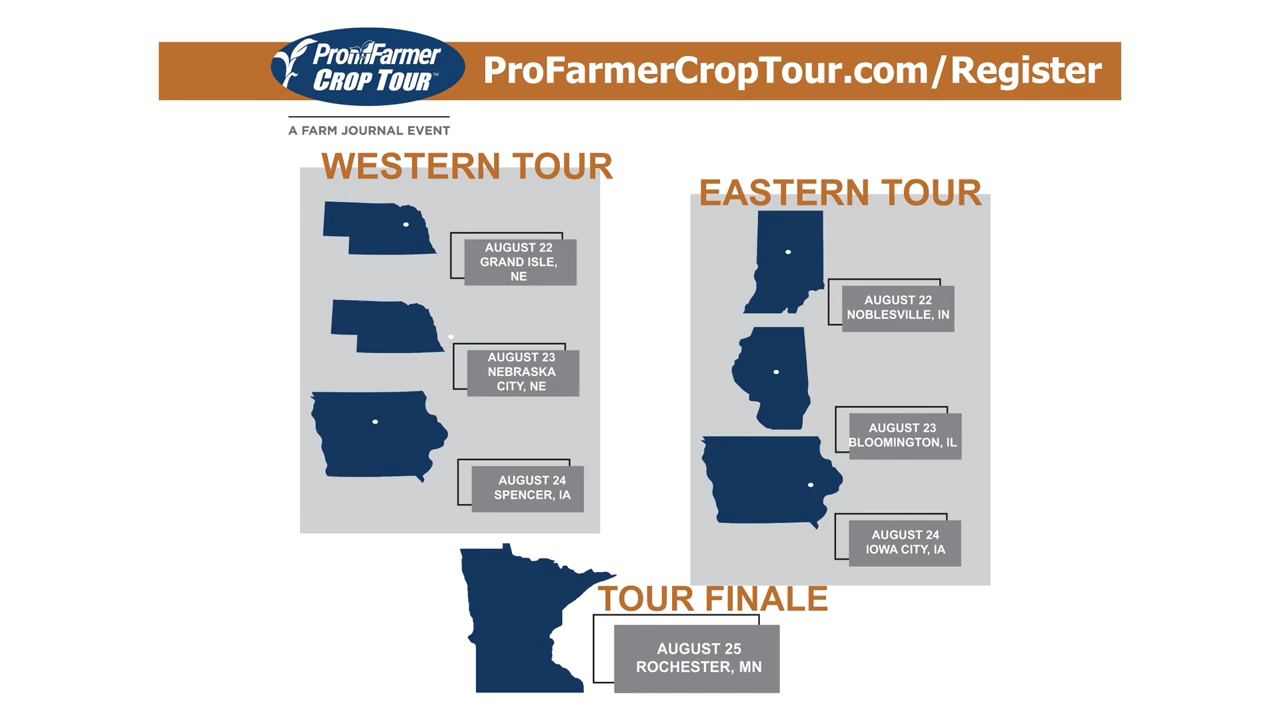 Pro Farmer
CROP TOUR™
ProFarmerCropTour.com/Register
A FARM JOURNAL EVENT
WESTERN TOUR
AUGUST 22
GRAND ISLE,
NE
AUGUST 23
NEBRASKA
CITY, NE
AUGUST 24
SPENCER, IA
EASTERN TOUR
AUGUST 22
NOBLESVILLE, IN
AUGUST 23
BLOOMINGTON, IL
AUGUST 24
IOWA CITY, IA
TOUR FINALE
AUGUST 25
ROCHESTER, MN